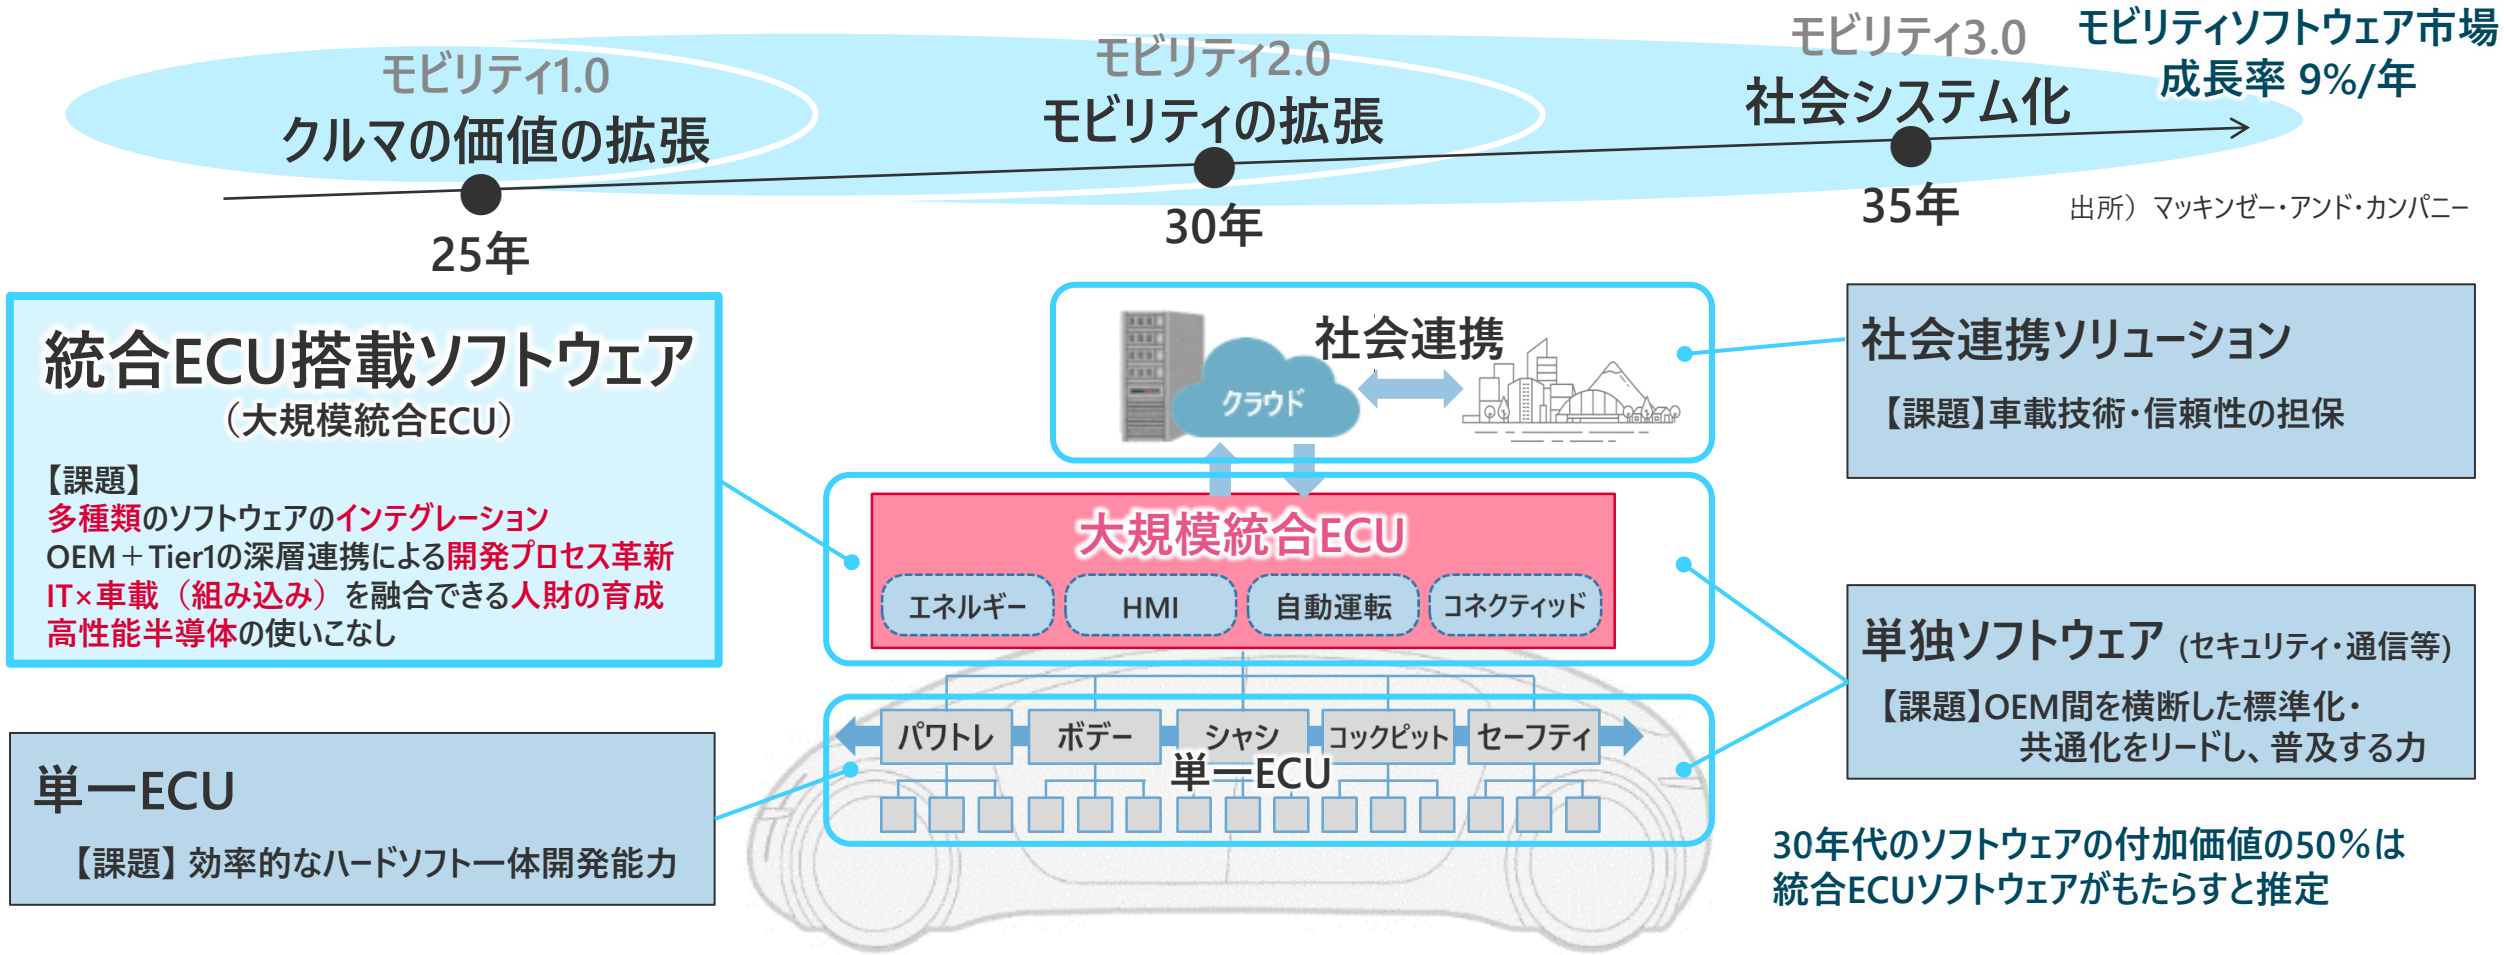 モビリティ1.0
クルマの価値の拡張
25年
モビリティ2.0
モビリティの拡張
30年
モビリティ3.0
社会システム化
35年
モビリティソフトウェア市場
成長率 9%/年
出所）マッキンゼー・アンド・カンパニー
統合ECU搭載ソフトウェア
（大規模統合ECU）
【課題】
多種類のソフトウェアのインテグレーション
OEM＋Tier1の深層連携による開発プロセス革新
IT×車載（組み込み）を融合できる人財の育成
高性能半導体の使いこなし
単一ECU
【課題】効率的なハードソフト一体開発能力
社会連携
クラウド
大規模統合ECU
エネルギー
HMI
自動運転
コネクティッド
パワトレ
ボデー
シャシ
コックピット
セーフティ
単一ECU
社会連携ソリューション
【課題】車載技術・信頼性の担保
単独ソフトウェア (セキュリティ・通信等)
【課題】OEM間を横断した標準化・
共通化をリードし、普及する力
30年代のソフトウェアの付加価値の50％は
統合ECUソフトウェアがもたらすと推定